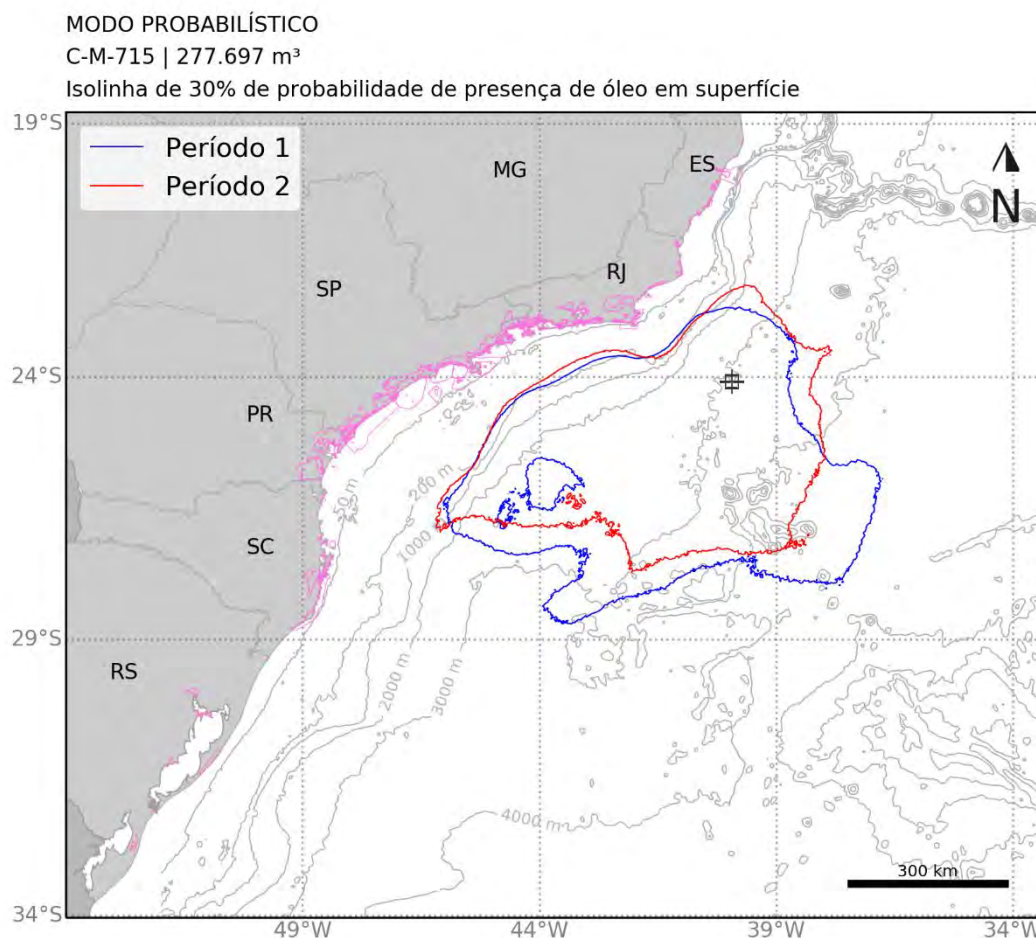 MODO PROBABILÍSTICO
C-M-715 | 277.697 m³
Isolinha de 30% de probabilidade de presença de óleo em superfície
19°S
Período 1
Período 2
MG
ES
N
RJ
SP
24°S
PR
200 m
1000 m
SC
29°S
RS
2000 m
3000 m
4000 m
300 km
34°S
49°W
44°W
39°W
34°W